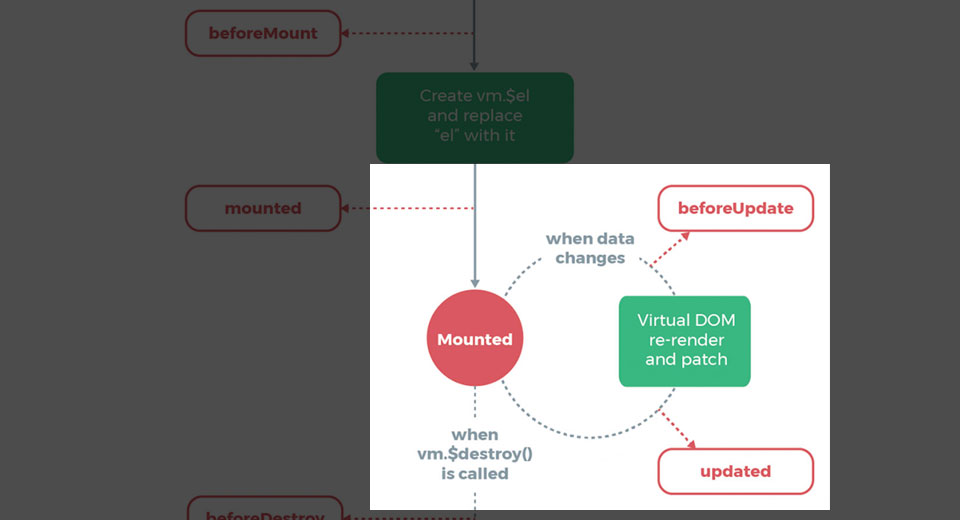 beforeMount
Create vm.$el
and replace
"el" with it
mounted
beforeUpdate
when data
changes
Mounted
Virtual DOM
re-render
and patch
when
vm.$destroy()
is called
updated
beforeDestroy